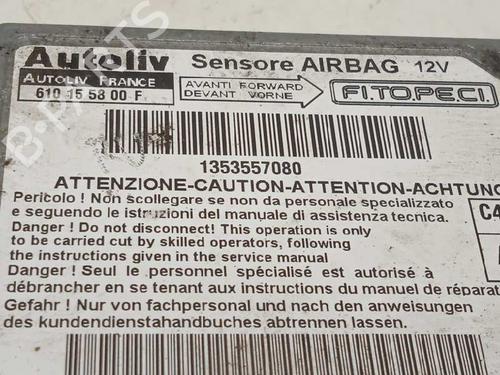 Autoliv Sensore AIRBAG 12V
AUTOLIV FRANCE
610 15 58 00 F
AVANTI FORWARD
DEVANT VORNE
FI.TO.PE.CI.
1353557080
ATTENZIONE-CAUTION-ATTENTION-ACHTUNG
Pericolo ! Non scollegare se non da personale specializzato
e seguendo le istruzioni del manuale di assistenza tecnica.
Danger ! Do not disconnect! This operation is only
to be carried cut by skilled operators, following
the instructions given in the service manual
Danger ! Seul le personnel spécialisé est autorisé à
débrancher en se tenant aux instructions du manuel de réparat
Gefahr ! Nur von fachpersonal und nach den anweisungen
des kundendienstahandbuches abtrennen lassen.
C4